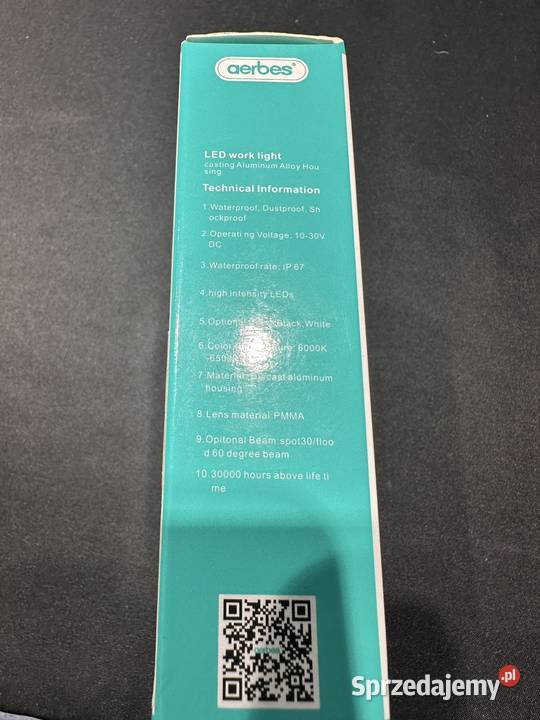 aerbes®
LED work light
casting Aluminum Alloy Hou
sing
Technical Information
1.Waterproof, Dustproof, Sh
ockproof
2.Operating Voltage: 10-30V
DC
3.Waterproof rate: IP 67
4.high intensity LEDs
5.Optional Black,White
6.Color 6000K
-6500K
7.Material: aluminum
housing
8.Lens material:PMMA
9.Opitonal Beam:spot30/floo
d 60 degree beam
10.30000 hours above life ti
me
aerbes
Sprzedajemy.pl